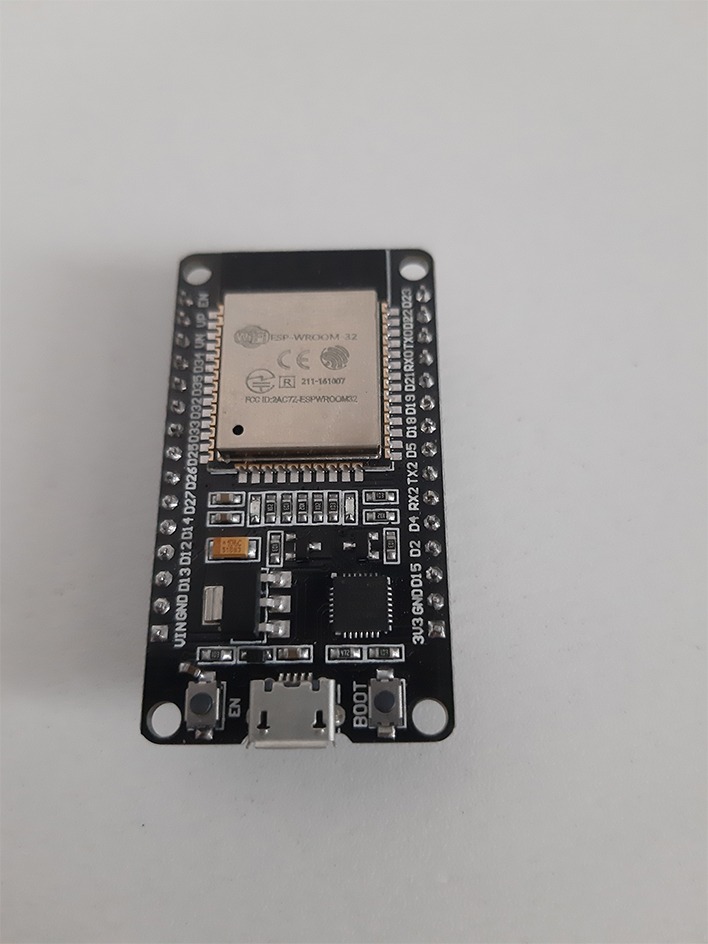 WiFi ESP-WROOM-32
CE
R 211-161007
FCC ID:2AC7Z-ESPWROOM32
EN
UP
VN
D34
D35
D32
D33
D25
D26
D27
D14
D12
D13
GND
VIN
D23
D22
TX0
RX0
D21
D19
D18
D5
TX2
RX2
D4
D2
D15
GND
3V3
EN
BOOT